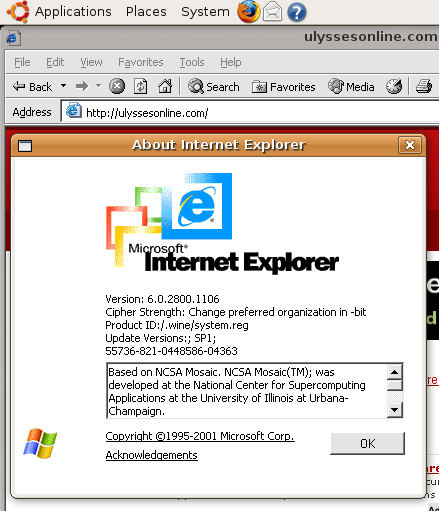 Applications Places System
ulyssesonline.com
File Edit View Favorites Tools
Back Search Favorites Media
Address http://ulyssesonline.com/
About Internet Explorer
Microsoft®
Internet Explorer
Version: 6.0.2800.1106
Cipher Strength: Change preferred organization in -bit
Product ID:/.wine/system.reg
Update Versions:; SP1;
55736-821-0448586-04363
Based on NCSA Mosaic. NCSA Mosaic(TM); was
developed at the National Center for Supercomputing
Applications at the University of Illinois at Urbana-
Champaign.
Copyright ©1995-2001 Microsoft Corp.
OK
Acknowledgements